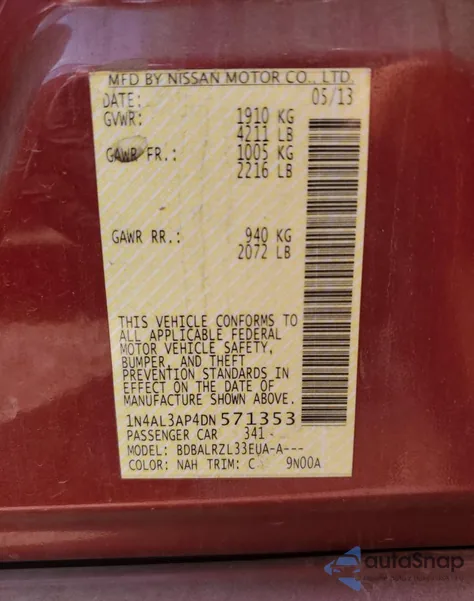 MFD BY NISSAN MOTOR CO., LTD.
DATE: 05/13
GVWR: 1910 KG
4211 LB
GAWR FR.: 1005 KG
2216 LB
GAWR RR.: 940 KG
2072 LB
THIS VEHICLE CONFORMS TO
ALL APPLICABLE FEDERAL
MOTOR VEHICLE SAFETY,
BUMPER, AND THEFT
PREVENTION STANDARDS IN
EFFECT ON THE DATE OF
MANUFACTURE SHOWN ABOVE.
1N4AL3AP4DN571353
PASSENGER CAR 341-
MODEL: BDBALRZL33EUA-A---
COLOR: NAH TRIM: C 9N00A
autoSnap